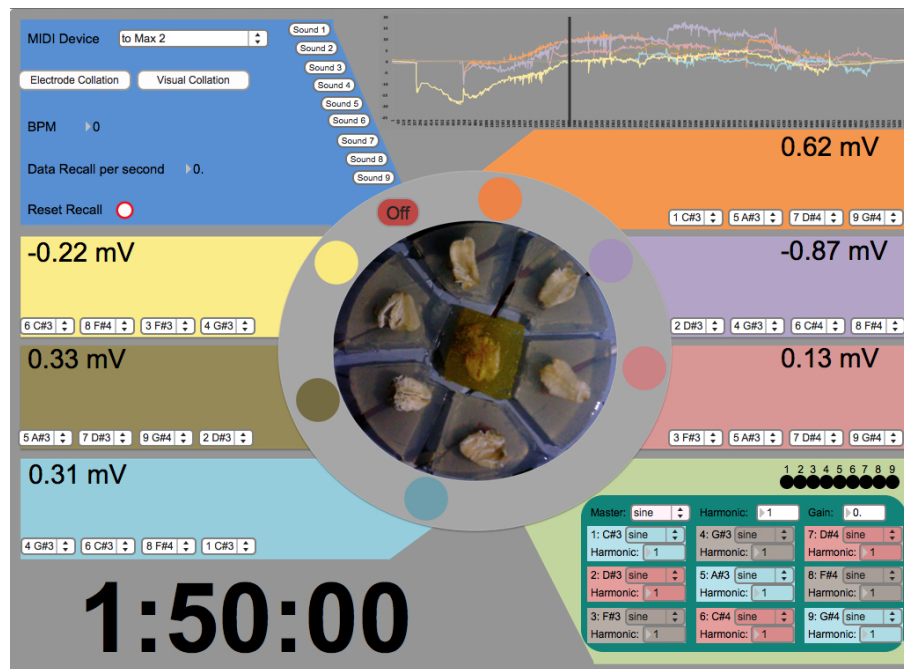 MIDI Device
to Max 2
Electrode Collation
Visual Collation
BPM
0
Data Recall per second
0.
Reset Recall
Sound 1
Sound 2
Sound 3
Sound 4
Sound 5
Sound 6
Sound 7
Sound 8
Sound 9
Off
0.62 mV
1 C#3 5 A#3 7 D#4 9 G#4
-0.22 mV
6 C#3 8 F#4 3 F#3 4 G#3
-0.87 mV
2 D#3 4 G#3 6 C#4 8 F#4
0.33 mV
5 A#3 7 D#3 9 G#4 2 D#3
0.13 mV
3 F#3 5 A#3 7 D#4 9 G#4
0.31 mV
4 G#3 6 C#3 8 F#4 1 C#3
1 2 3 4 5 6 7 8 9
Master: sine Harmonic: 1 Gain: 0.
1: C#3 sine 4: G#3 sine 7: D#4 sine
Harmonic: 1 Harmonic: 1 Harmonic: 1
2: D#3 sine 5: A#3 sine 8: F#4 sine
Harmonic: 1 Harmonic: 1 Harmonic: 1
3: F#3 sine 6: C#4 sine 9: G#4 sine
Harmonic: 1 Harmonic: 1 Harmonic: 1
1:50:00